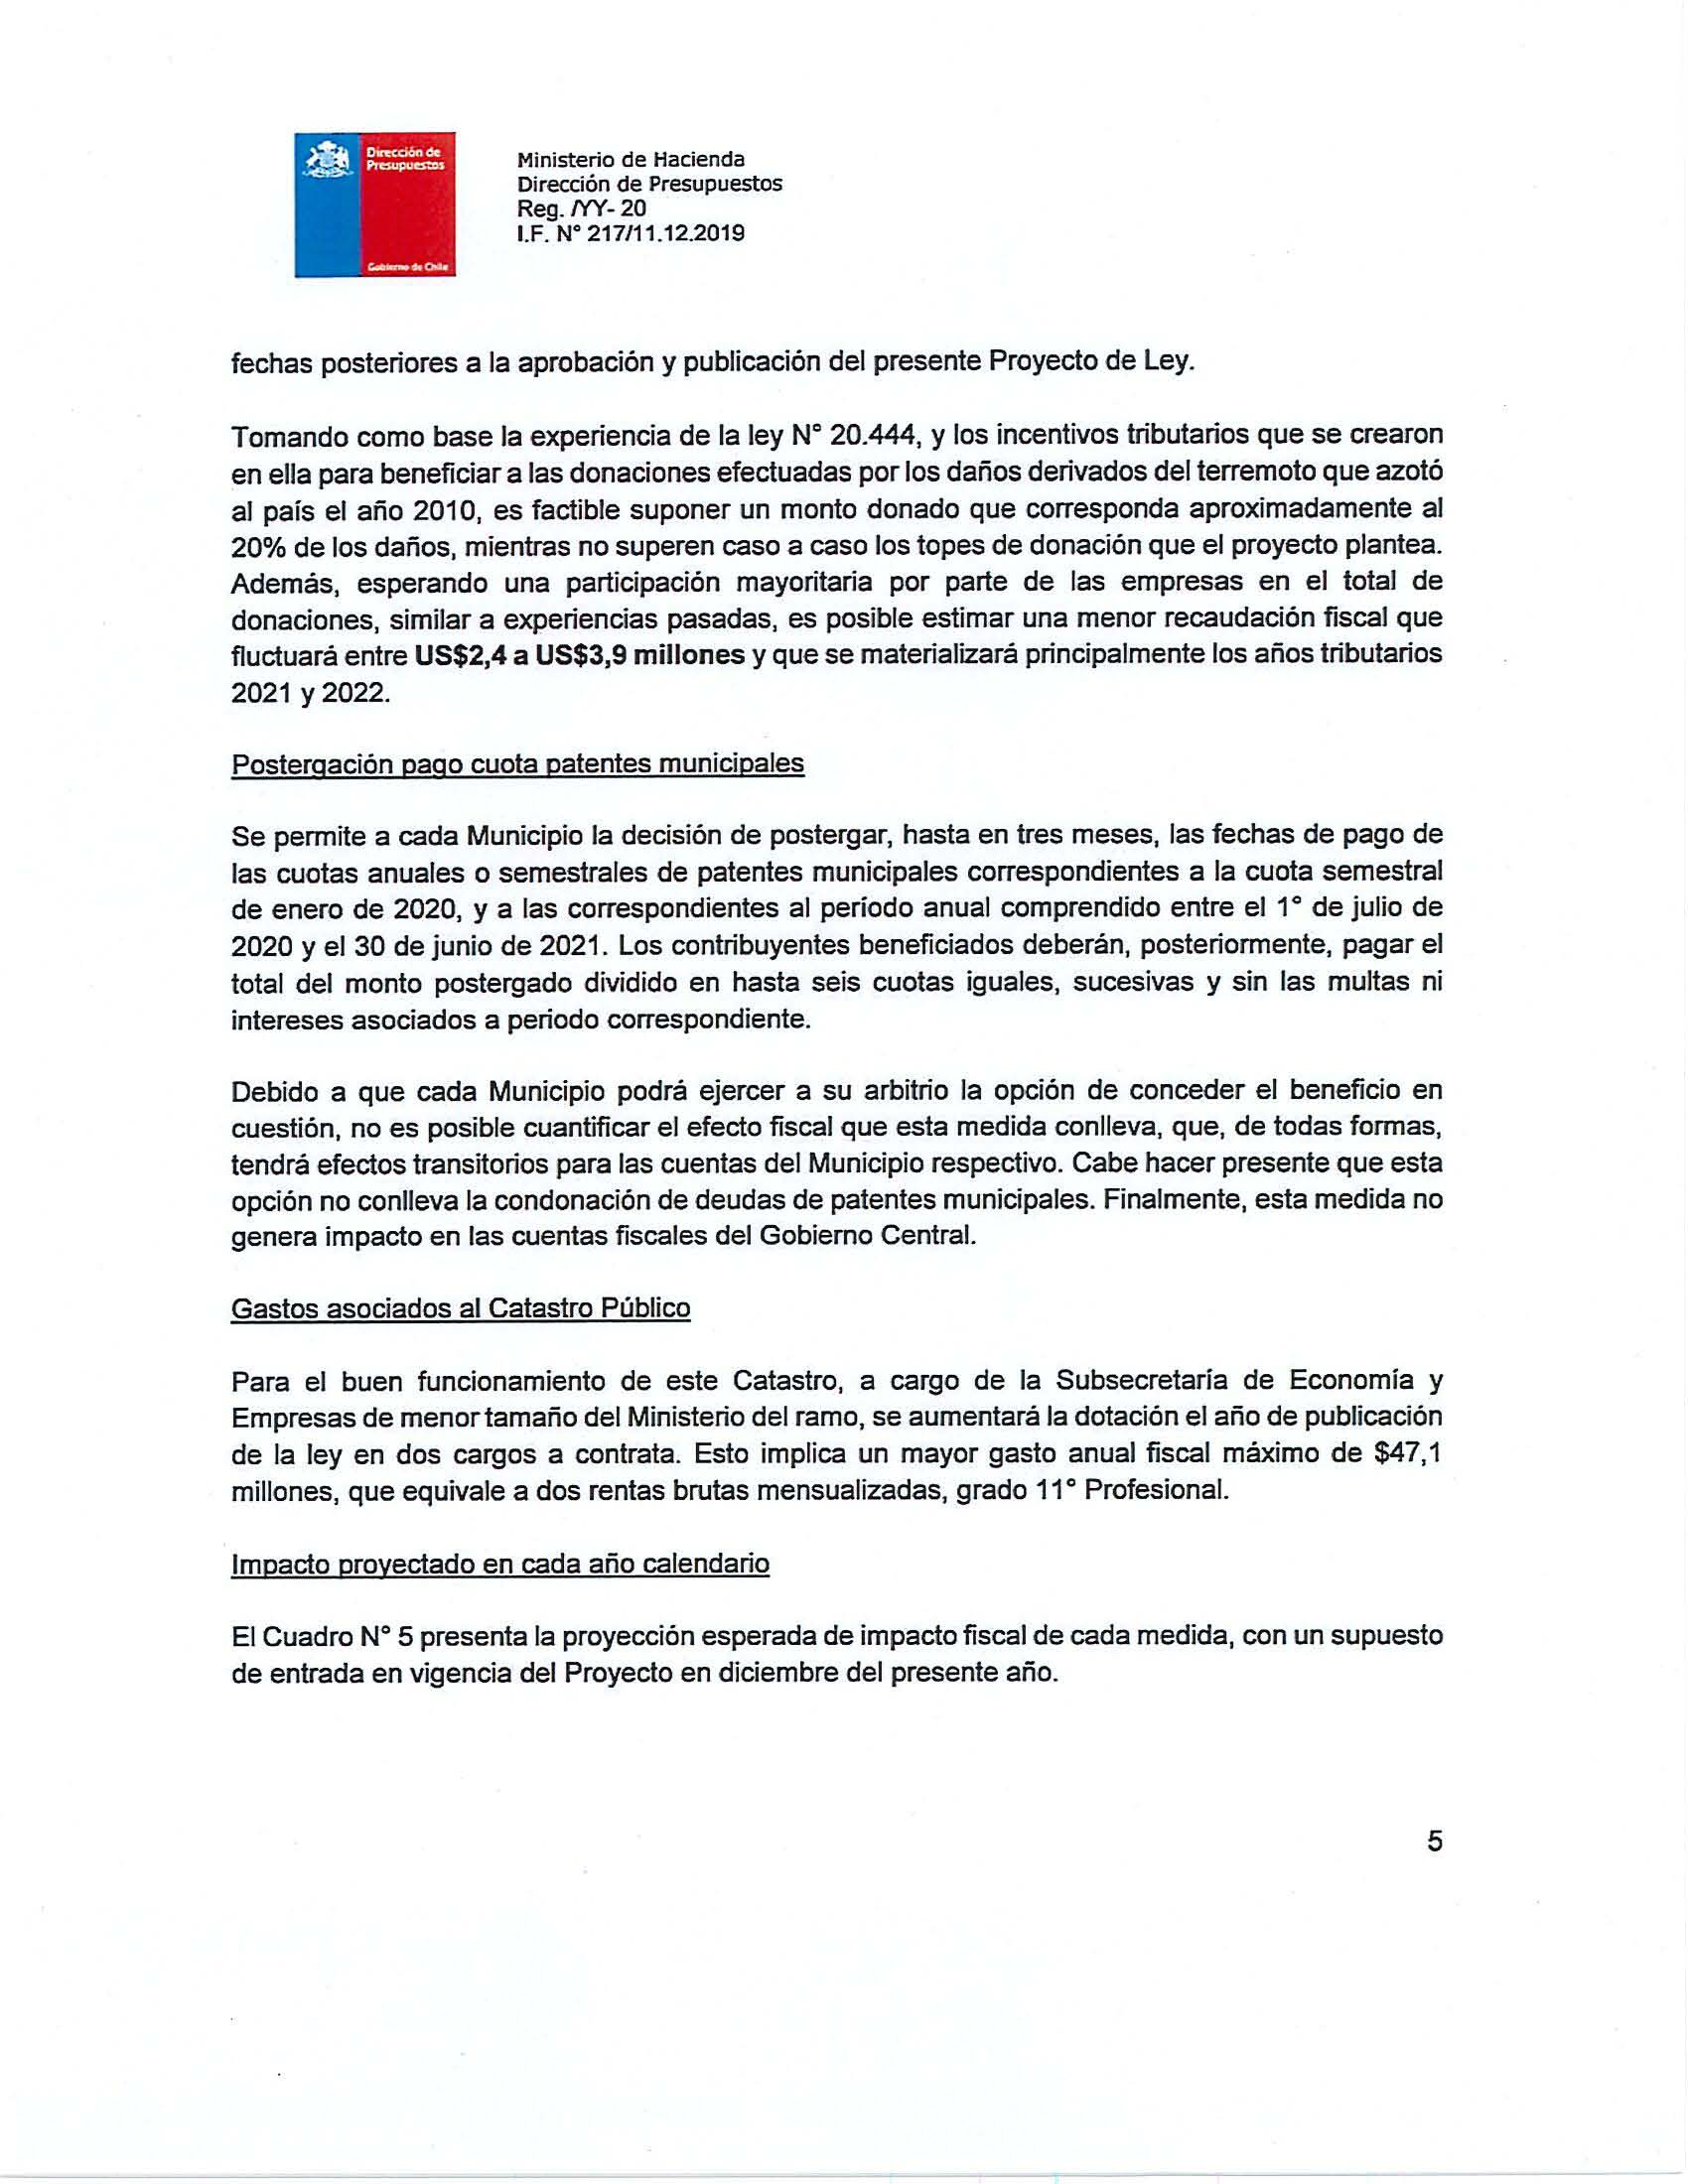 Dirección de
Presupuestos
Gobierno de Chile
Ministerio de Hacienda
Dirección de Presupuestos
Reg. /YY- 20
I.F. N° 217/11.12.2019
fechas posteriores a la aprobación y publicación del presente Proyecto de Ley.
Tomando como base la experiencia de la ley N° 20.444, y los incentivos tributarios que se crearon
en ella para beneficiar a las donaciones efectuadas por los daños derivados del terremoto que azotó
al país el año 2010, es factible suponer un monto donado que corresponda aproximadamente al
20% de los daños, mientras no superen caso a caso los topes de donación que el proyecto plantea.
Además, esperando una participación mayoritaria por parte de las empresas en el total de
donaciones, similar a experiencias pasadas, es posible estimar una menor recaudación fiscal que
fluctuará entre US$2,4 a US$3,9 millones y que se materializará principalmente los años tributarios
2021 y 2022.
Postergación pago cuota patentes municipales
Se permite a cada Municipio la decisión de postergar, hasta en tres meses, las fechas de pago de
las cuotas anuales o semestrales de patentes municipales correspondientes a la cuota semestral
de enero de 2020, y a las correspondientes al período anual comprendido entre el 1° de julio de
2020 y el 30 de junio de 2021. Los contribuyentes beneficiados deberán, posteriormente, pagar el
total del monto postergado dividido en hasta seis cuotas iguales, sucesivas y sin las multas ni
intereses asociados a periodo correspondiente.
Debido a que cada Municipio podrá ejercer a su arbitrio la opción de conceder el beneficio en
cuestión, no es posible cuantificar el efecto fiscal que esta medida conlleva, que, de todas formas,
tendrá efectos transitorios para las cuentas del Municipio respectivo. Cabe hacer presente que esta
opción no conlleva la condonación de deudas de patentes municipales. Finalmente, esta medida no
genera impacto en las cuentas fiscales del Gobierno Central.
Gastos asociados al Catastro Público
Para el buen funcionamiento de este Catastro, a cargo de la Subsecretaría de Economía y
Empresas de menor tamaño del Ministerio del ramo, se aumentará la dotación el año de publicación
de la ley en dos cargos a contrata. Esto implica un mayor gasto anual fiscal máximo de $47,1
millones, que equivale a dos rentas brutas mensualizadas, grado 11° Profesional.
Impacto proyectado en cada año calendario
El Cuadro N° 5 presenta la proyección esperada de impacto fiscal de cada medida, con un supuesto
de entrada en vigencia del Proyecto en diciembre del presente año.
5